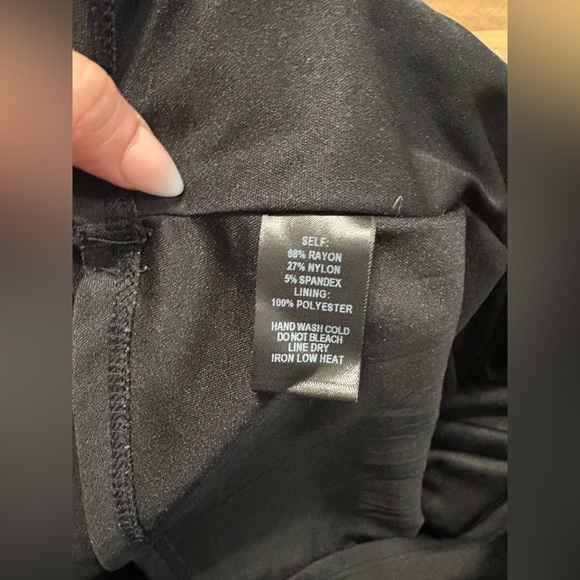 SELF:
68% RAYON
27% NYLON
5% SPANDEX
LINING:
100% POLYESTER
HAND WASH COLD
DO NOT BLEACH
LINE DRY
IRON LOW HEAT